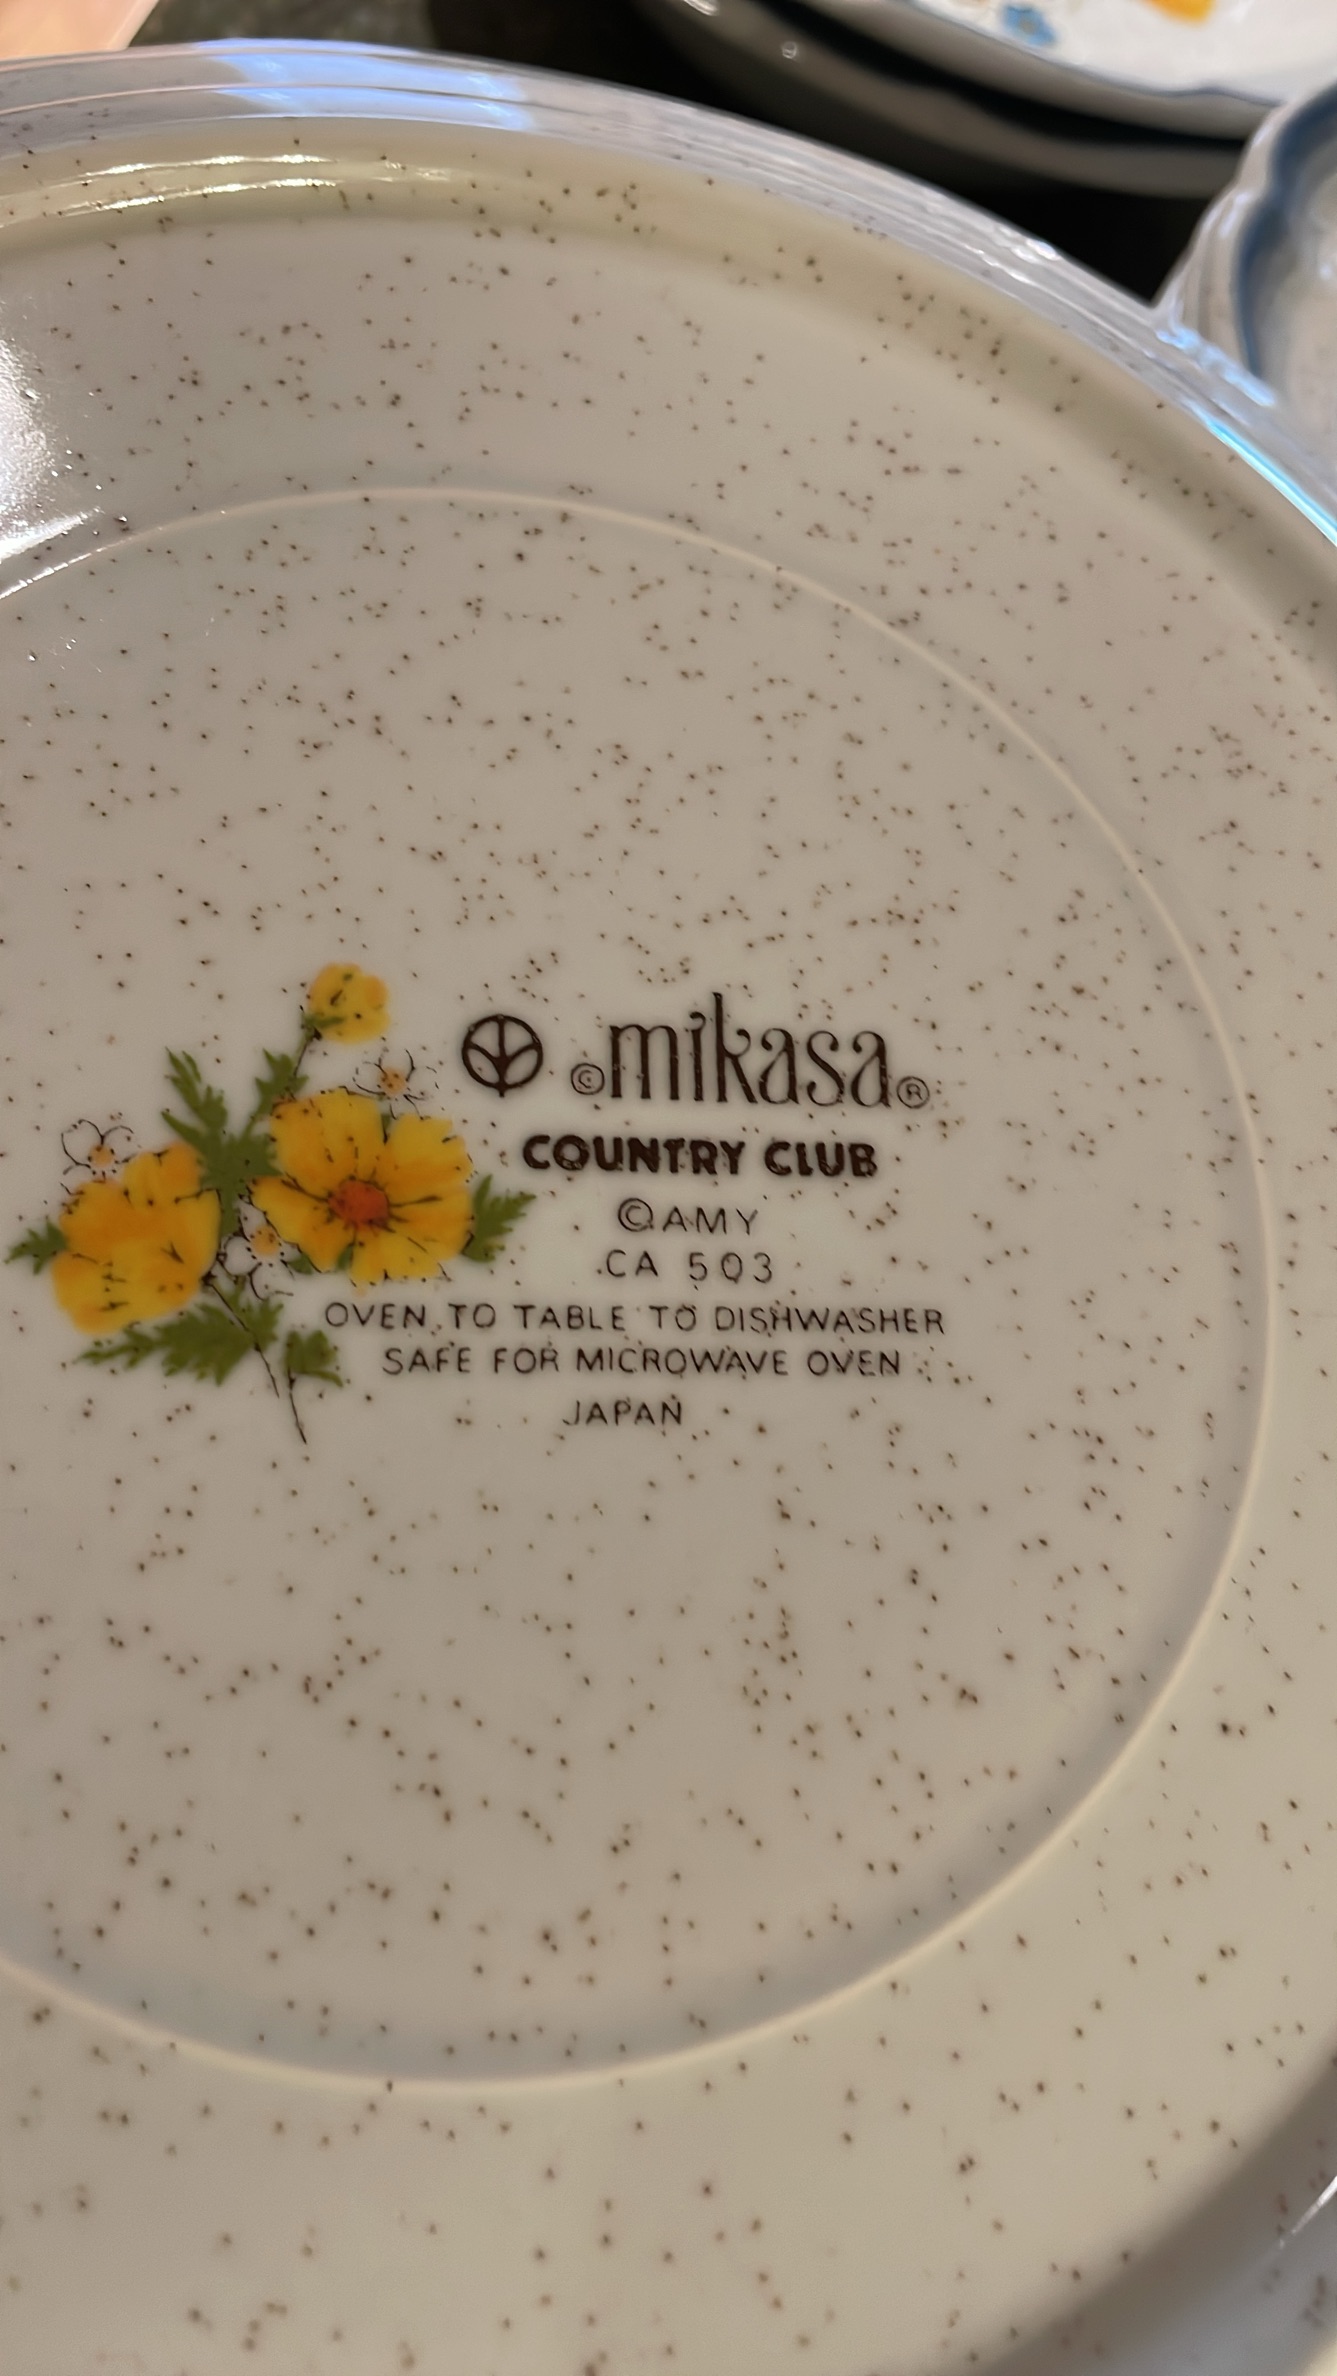 © mikasa ®
COUNTRY CLUB
© AMY
CA 503
OVEN TO TABLE TO DISHWASHER
SAFE FOR MICROWAVE OVEN
JAPAN